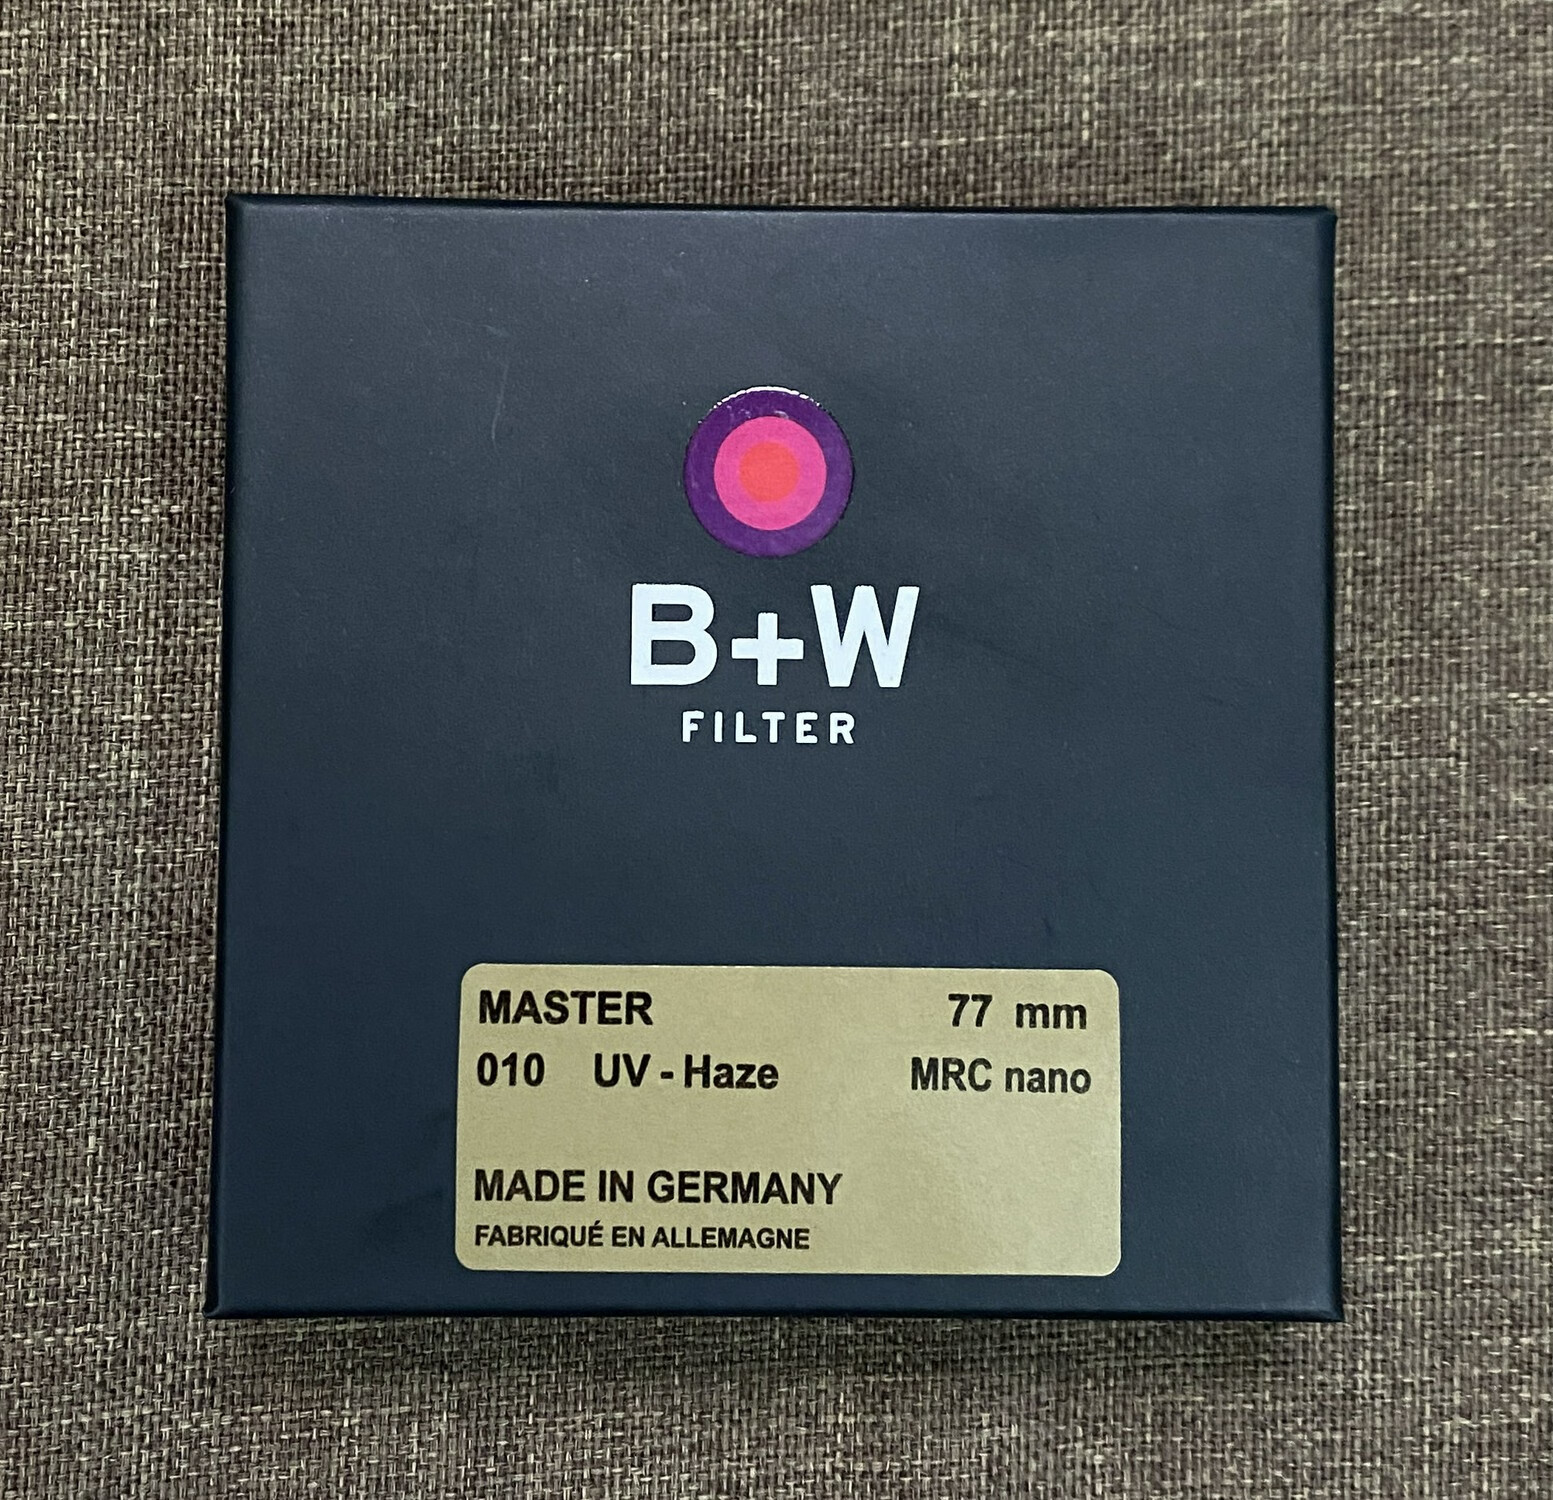 B+W
FILTER
MASTER 77 mm
010 UV - Haze MRC nano
MADE IN GERMANY
FABRIQUÉ EN ALLEMAGNE